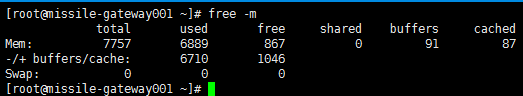 [root@missile-gateway001 ~]# free -m
total used free shared buffers cached
Mem: 7757 6889 867 0 91 87
-/+ buffers/cache: 6710 1046
Swap: 0 0 0
[root@missile-gateway001 ~]#